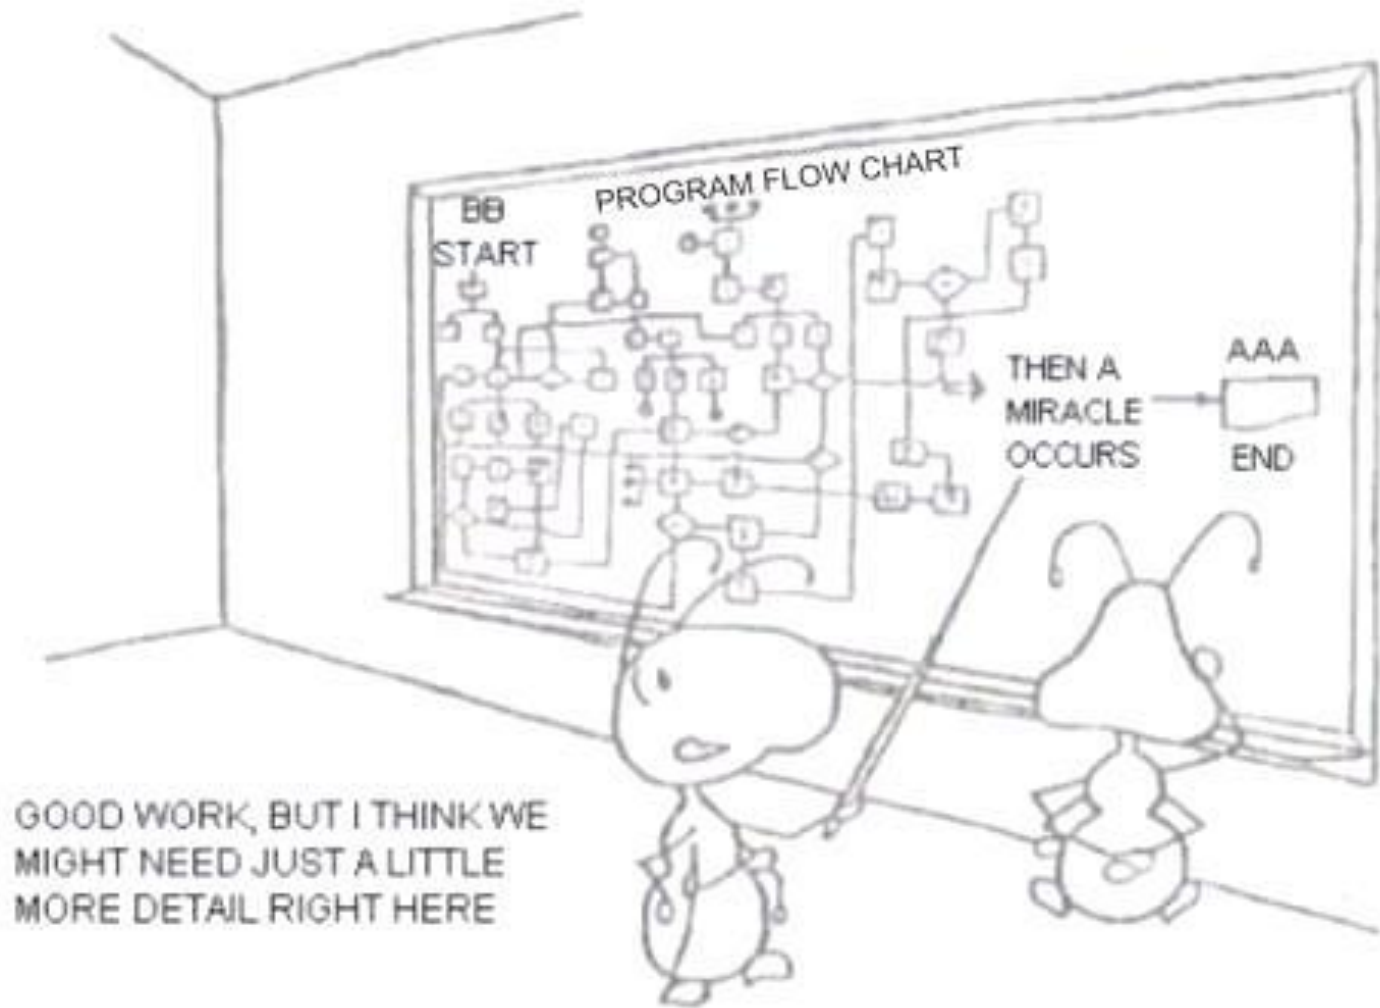 PROGRAM FLOW CHART
BB
START
THEN A
MIRACLE
OCCURS
AAA
END
GOOD WORK, BUT I THINK WE
MIGHT NEED JUST A LITTLE
MORE DETAIL RIGHT HERE